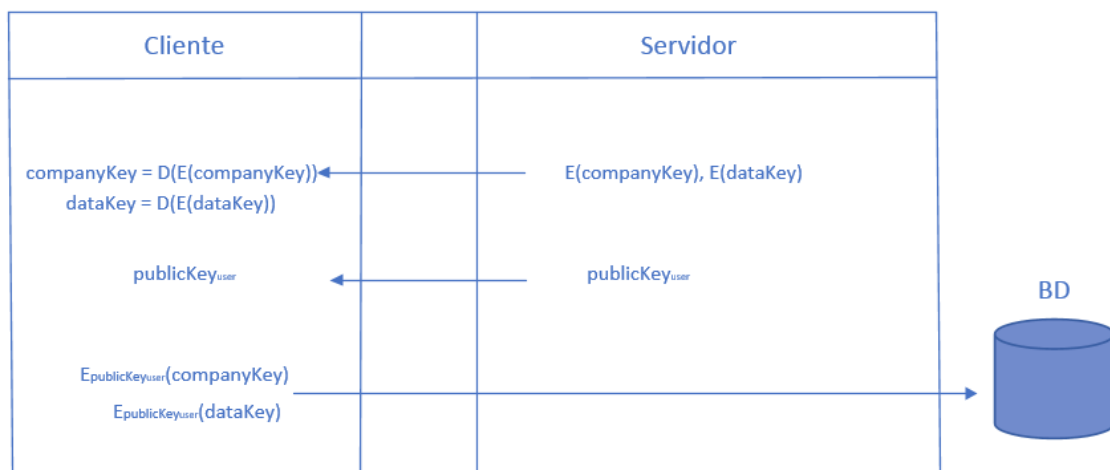 Cliente
Servidor
companyKey = D(E(companyKey))
E(companyKey), E(dataKey)
dataKey = D(E(dataKey))
publicKeyuser
publicKeyuser
BD
EpublicKeyuser(companyKey)
EpublicKeyuser(dataKey)